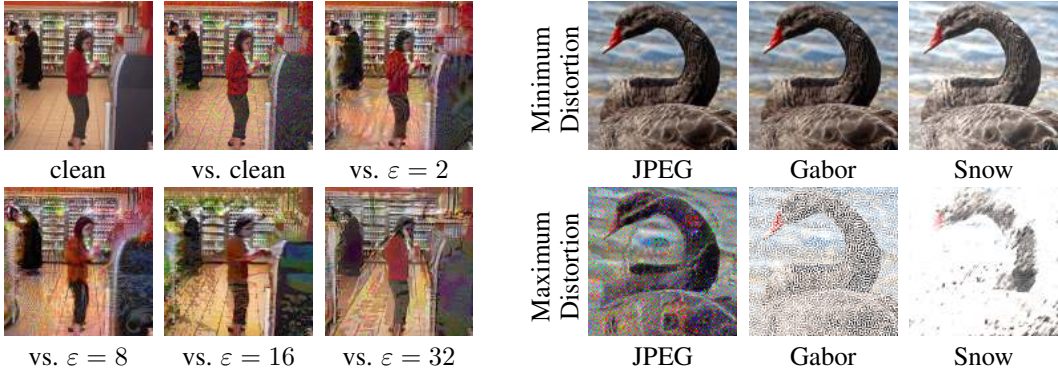 clean
vs. clean
vs. ε = 2
vs. ε = 8
vs. ε = 16
vs. ε = 32
Minimum
Distortion
JPEG
Gabor
Snow
Maximum
Distortion
JPEG
Gabor
Snow